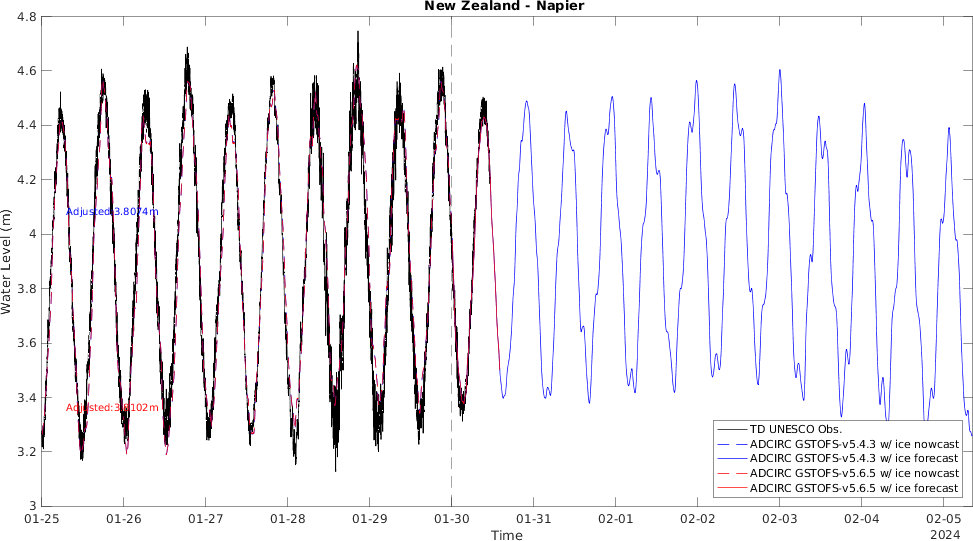 New Zealand - Napier
4.8
4.6
4.4
4.2
4
3.8
3.6
3.4
3.2
3
Water Level (m)
Adjusted:3.8074m
Adjusted:3.8102m
TD UNESCO Obs.
ADCIRC GSTOFS-v5.4.3 w/ ice nowcast
ADCIRC GSTOFS-v5.4.3 w/ ice forecast
ADCIRC GSTOFS-v5.6.5 w/ ice nowcast
ADCIRC GSTOFS-v5.6.5 w/ ice forecast
01-25 01-26 01-27 01-28 01-29 01-30 01-31 02-01 02-02 02-03 02-04 02-05
Time
2024